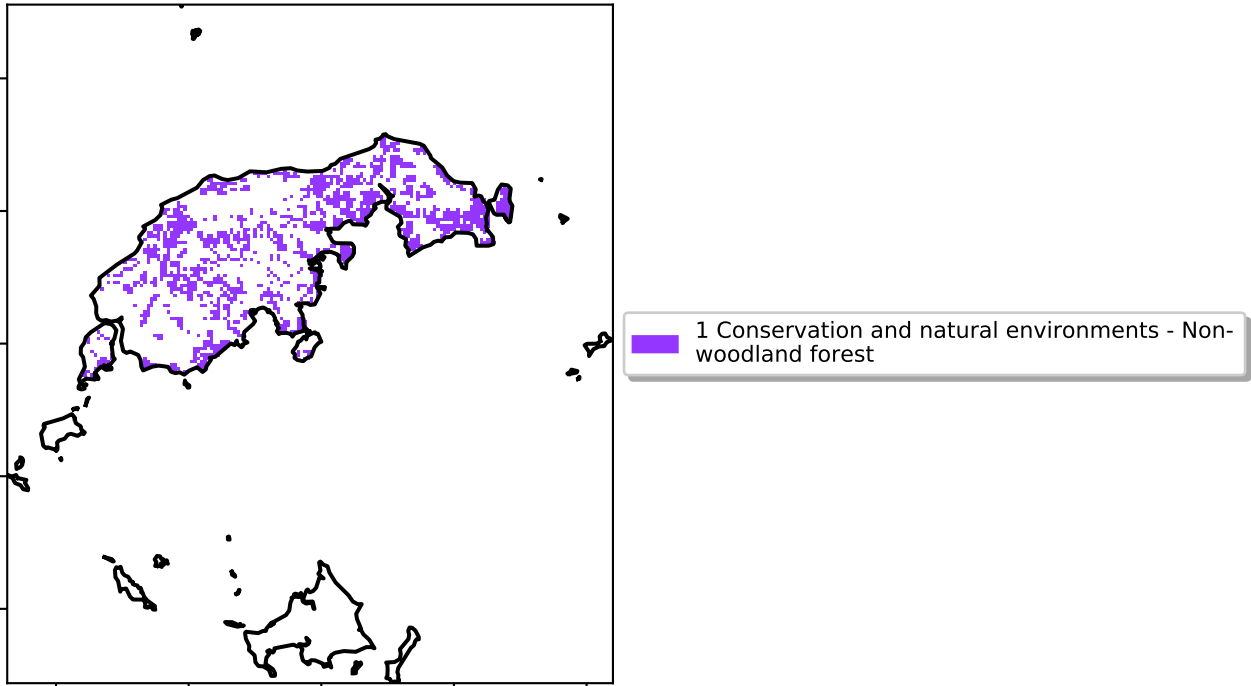 1 Conservation and natural environments - Non-
woodland forest